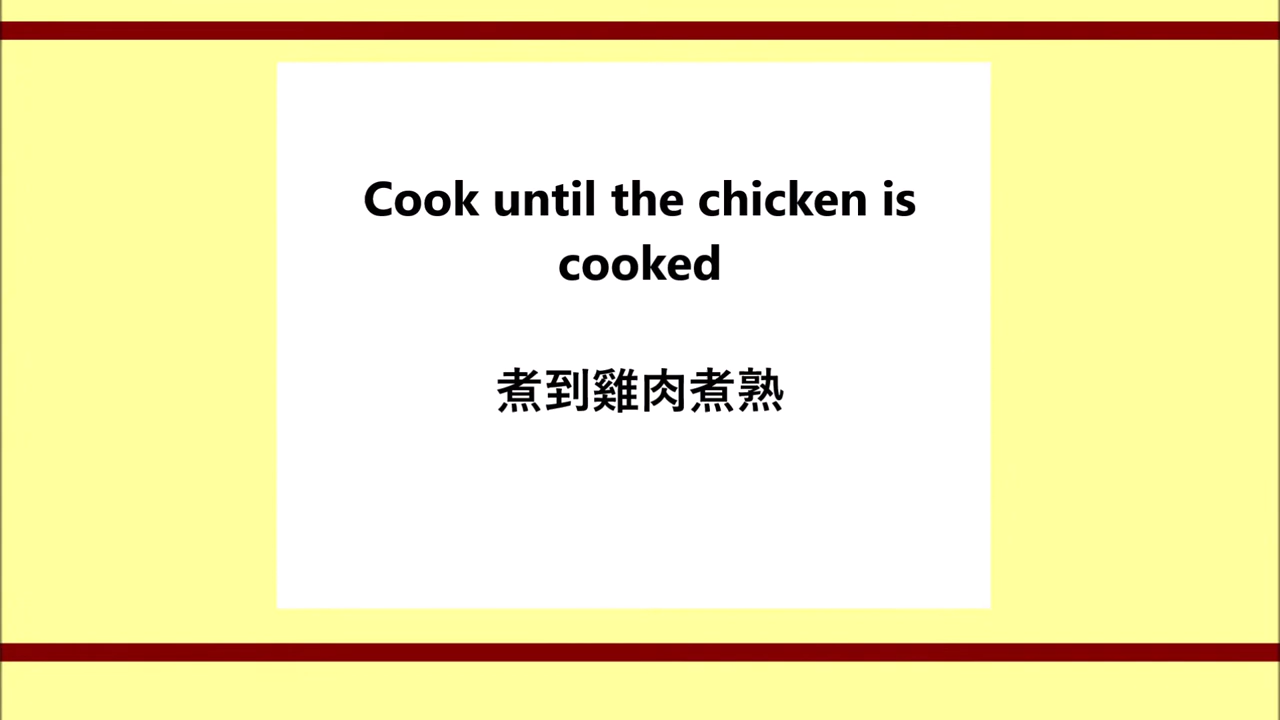 Cook until the chicken is
cooked
煮到雞肉煮熟